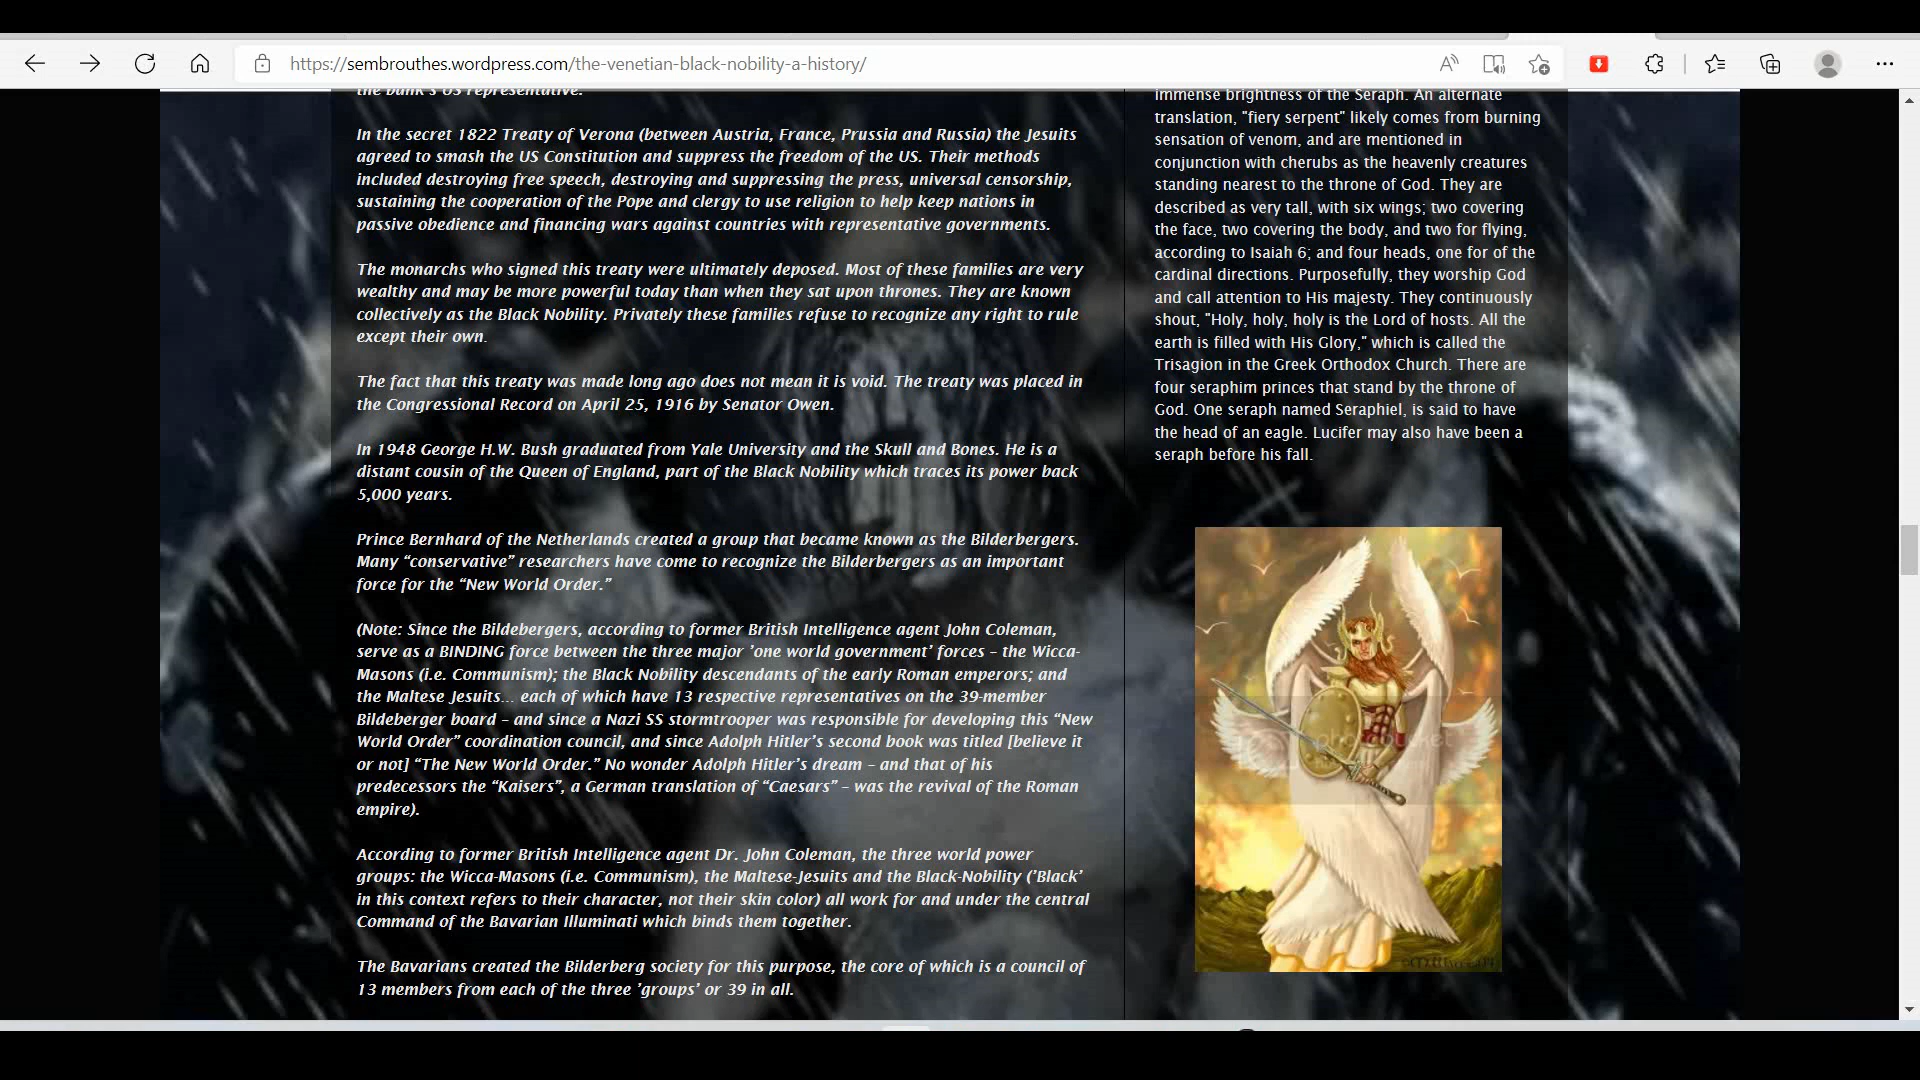 https://sembrouthes.wordpress.com/the-venetian-black-nobility-a-history/
the bank's US representative.
In the secret 1822 Treaty of Verona (between Austria, France, Prussia and Russia) the Jesuits
agreed to smash the US Constitution and suppress the freedom of the US. Their methods
included destroying free speech, destroying and suppressing the press, universal censorship,
sustaining the cooperation of the Pope and clergy to use religion to help keep nations in
passive obedience and financing wars against countries with representative governments.
The monarchs who signed this treaty were ultimately deposed. Most of these families are very
wealthy and may be more powerful today than when they sat upon thrones. They are known
collectively as the Black Nobility. Privately these families refuse to recognize any right to rule
except their own.
The fact that this treaty was made long ago does not mean it is void. The treaty was placed in
the Congressional Record on April 25, 1916 by Senator Owen.
In 1948 George H.W. Bush graduated from Yale University and the Skull and Bones. He is a
distant cousin of the Queen of England, part of the Black Nobility which traces its power back
5,000 years.
Prince Bernhard of the Netherlands created a group that became known as the Bilderbergers.
Many “conservative” researchers have come to recognize the Bilderbergers as an important
force for the “New World Order.”
(Note: Since the Bildebergers, according to former British Intelligence agent John Coleman,
serve as a BINDING force between the three major ’one world government’ forces – the Wicca-
Masons (i.e. Communism); the Black Nobility descendants of the early Roman emperors; and
the Maltese Jesuits… each of which have 13 respective representatives on the 39-member
Bildeberger board – and since a Nazi SS stormtrooper was responsible for developing this “New
World Order” coordination council, and since Adolph Hitler’s second book was titled [believe it
or not] “The New World Order.” No wonder Adolph Hitler’s dream – and that of his
predecessors the “Kaisers”, a German translation of “Caesars” – was the revival of the Roman
empire).
According to former British Intelligence agent Dr. John Coleman, the three world power
groups: the Wicca-Masons (i.e. Communism), the Maltese-Jesuits and the Black-Nobility (’Black’
in this context refers to their character, not their skin color) all work for and under the central
Command of the Bavarian Illuminati which binds them together.
The Bavarians created the Bilderberg society for this purpose, the core of which is a council of
13 members from each of the three ’groups’ or 39 in all.
immense brightness of the Seraph. An alternate
translation, "fiery serpent" likely comes from burning
sensation of venom, and are mentioned in
conjunction with cherubs as the heavenly creatures
standing nearest to the throne of God. They are
described as very tall, with six wings; two covering
the face, two covering the body, and two for flying,
according to Isaiah 6; and four heads, one for of the
cardinal directions. Purposefully, they worship God
and call attention to His majesty. They continuously
shout, "Holy, holy, holy is the Lord of hosts. All the
earth is filled with His Glory," which is called the
Trisagion in the Greek Orthodox Church. There are
four seraphim princes that stand by the throne of
God. One seraph named Seraphiel, is said to have
the head of an eagle. Lucifer may also have been a
seraph before his fall.